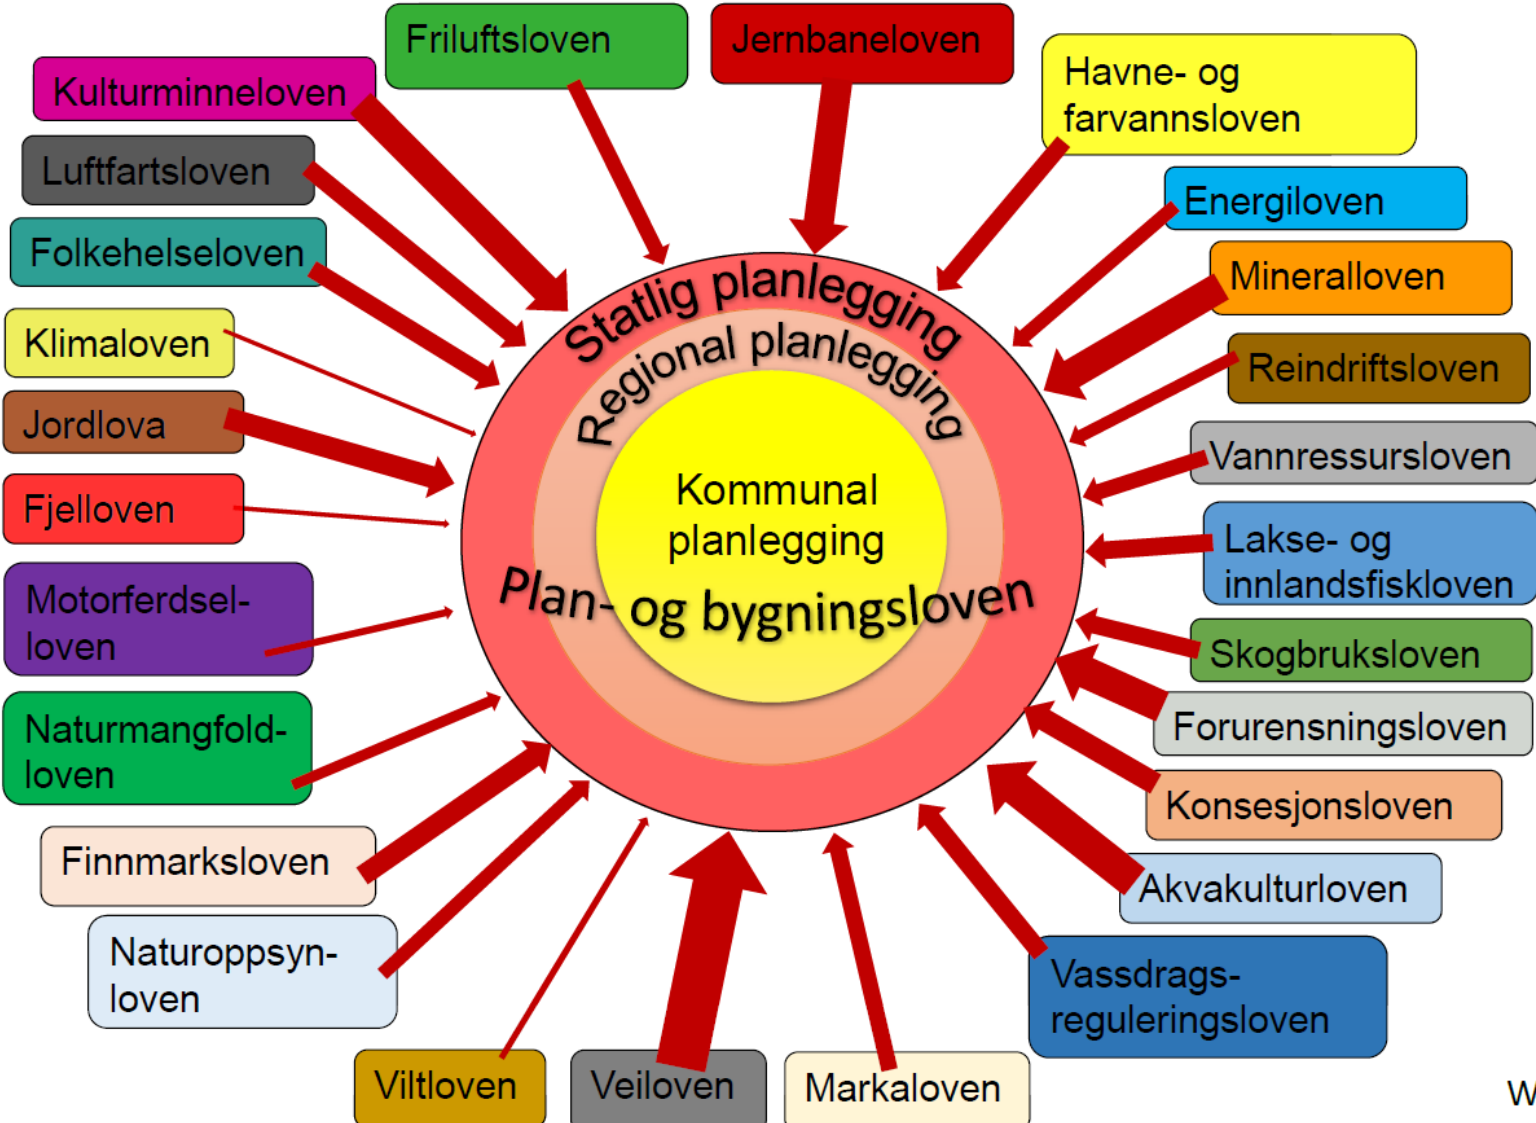 Friluftsloven
Jernbaneloven
Havne- og
farvannsloven
Kulturminneloven
Luftfartsloven
Energiloven
Folkehelseloven
Mineralloven
Klimaloven
Reindriftsloven
Jordlova
Vannressursloven
Fjelloven
Lakse- og
innlandsfiskloven
Motorferdsel-
loven
Skogbruksloven
Naturmangfold-
loven
Forurensningsloven
Konsesjonsloven
Finnmarksloven
Akvakulturloven
Naturoppsyn-
loven
Vassdrags-
reguleringsloven
Viltloven
Veiloven
Markaloven
Statlig planlegging
Regional planlegging
Kommunal
planlegging
Plan- og bygningsloven
W